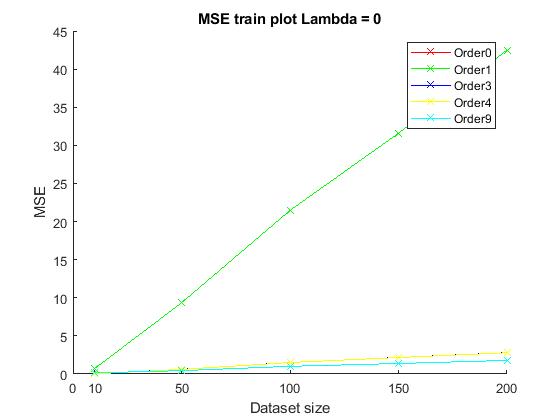 MSE train plot Lambda = 0
45
40
35
30
25
20
15
10
5
0
MSE
Order0
Order1
Order3
Order4
Order9
0 10 50 100 150 200
Dataset size